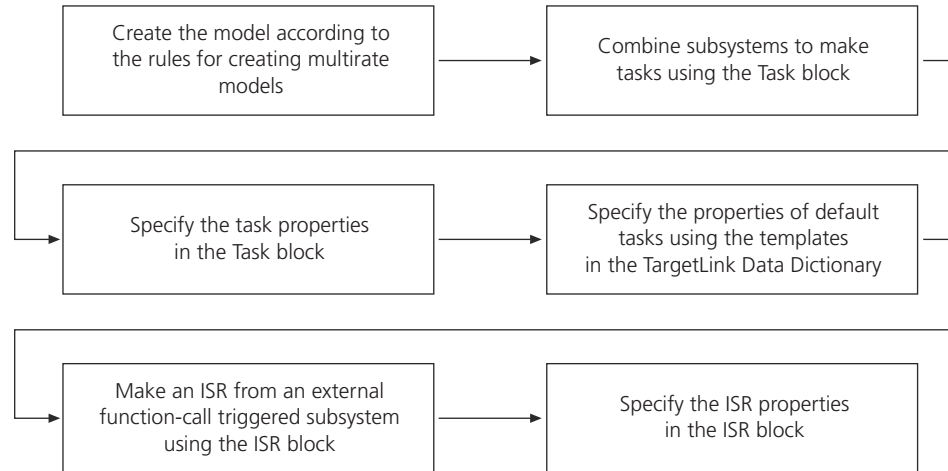 Create the model according to
the rules for creating multirate
models
Combine subsystems to make
tasks using the Task block
Specify the task properties
in the Task block
Specify the properties of default
tasks using the templates
in the TargetLink Data Dictionary
Make an ISR from an external
function-call triggered subsystem
using the ISR block
Specify the ISR properties
in the ISR block